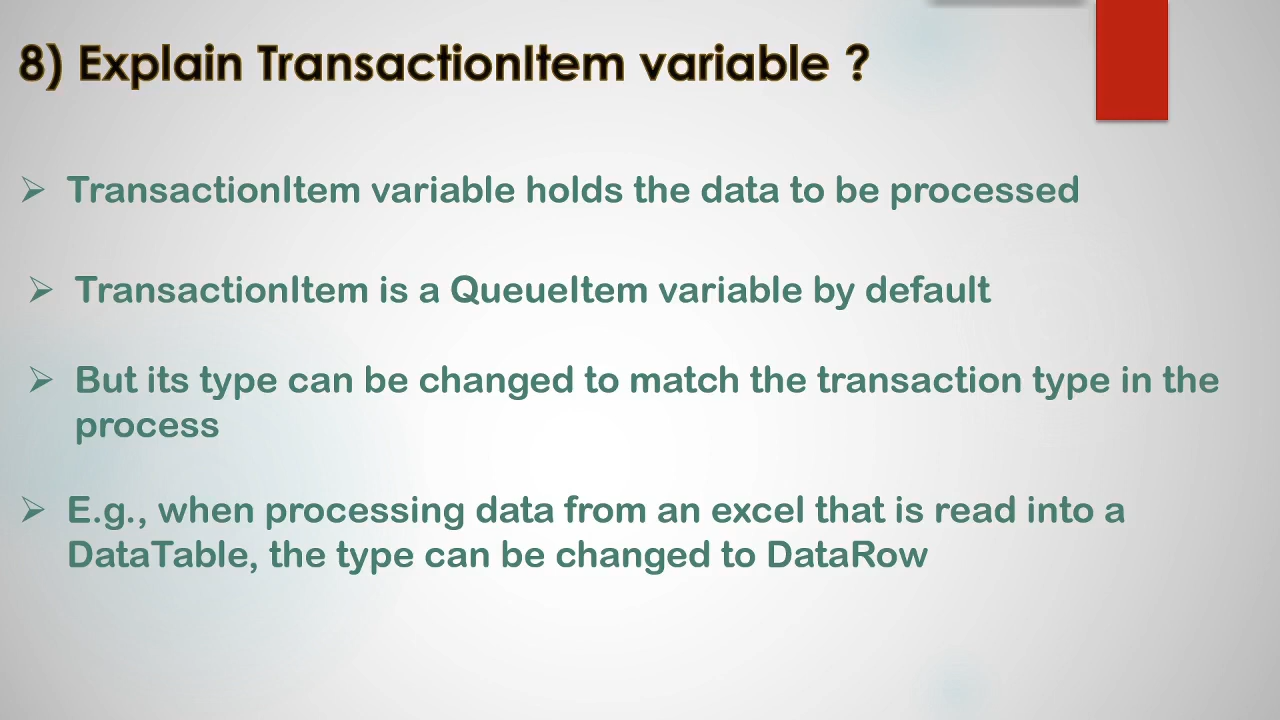 8) Explain TransactionItem variable ?
➢ TransactionItem variable holds the data to be processed
➢ TransactionItem is a QueueItem variable by default
➢ But its type can be changed to match the transaction type in the
process
➢ E.g., when processing data from an excel that is read into a
DataTable, the type can be changed to DataRow